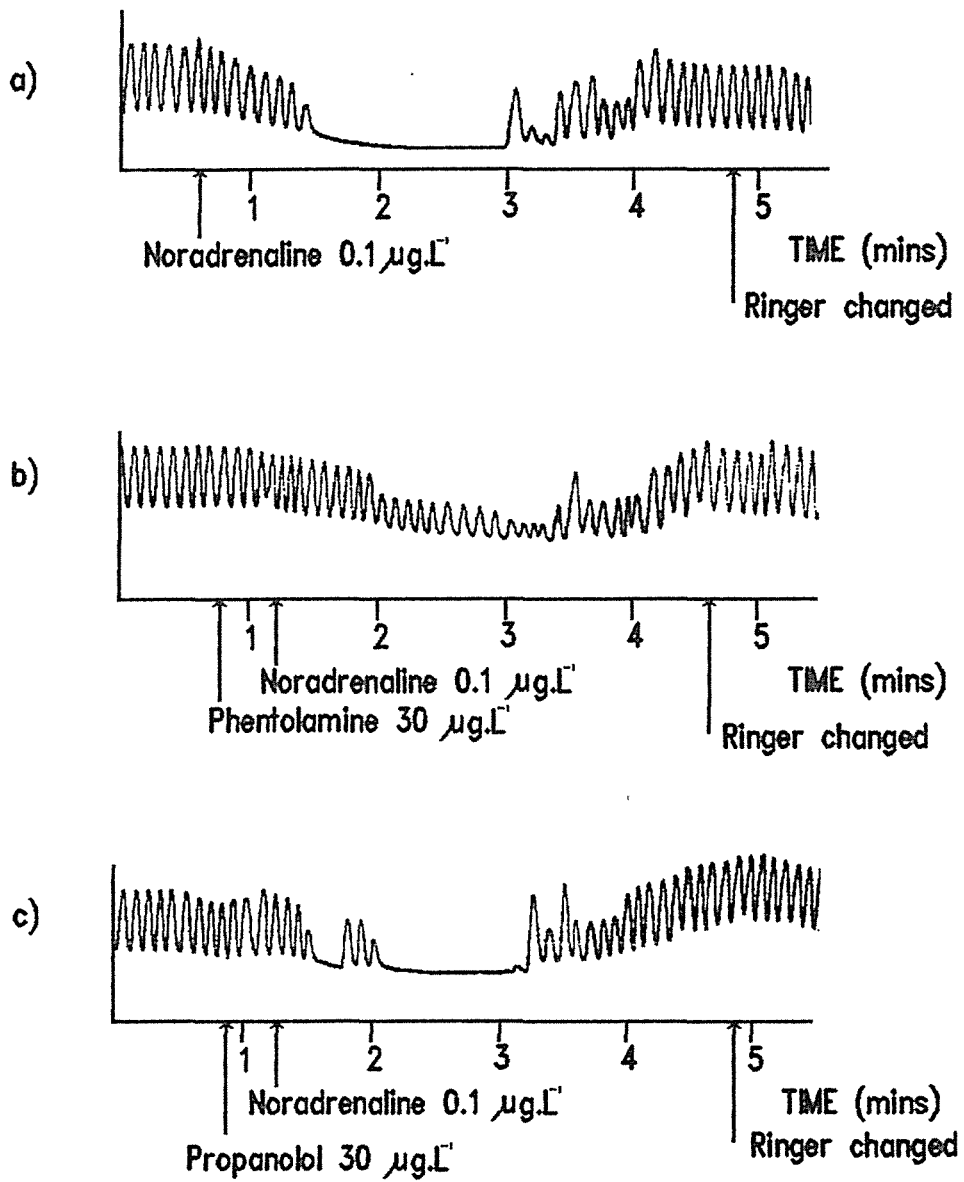 a)
1 2 3 4 5
Noradrenaline 0.1 µg.L⁻¹
TIME (mins)
Ringer changed
b)
1 2 3 4 5
Noradrenaline 0.1 µg.L⁻¹
TIME (mins)
Phentolamine 30 µg.L⁻¹
Ringer changed
c)
1 2 3 4 5
Noradrenaline 0.1 µg.L⁻¹
TIME (mins)
Propanolol 30 µg.L⁻¹
Ringer changed